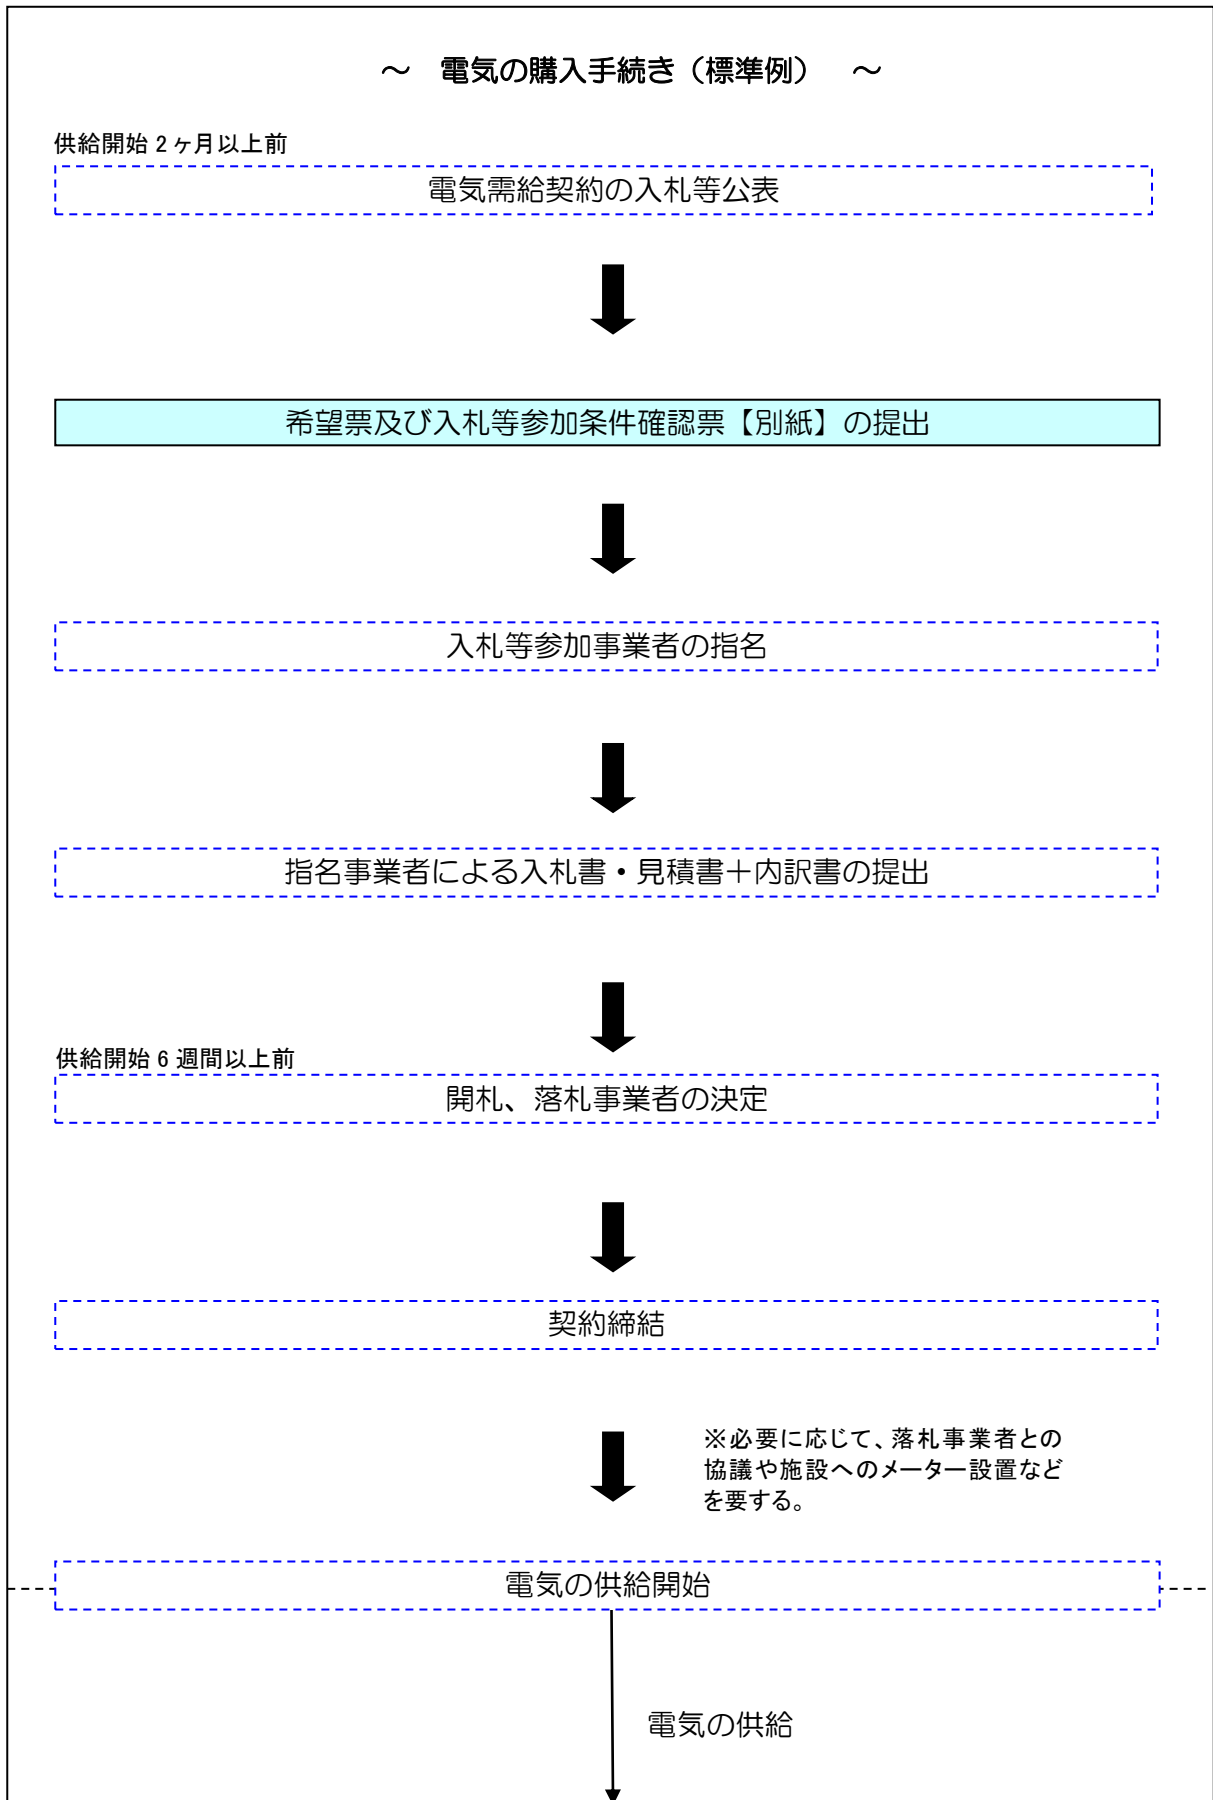 ～ 電気の購入手続き（標準例） ～
供給開始 2 ヶ月以上前
電気需給契約の入札等公表
希望票及び入札等参加条件確認票【別紙】の提出
入札等参加事業者の指名
指名事業者による入札書・見積書＋内訳書の提出
供給開始 6 週間以上前
開札、落札事業者の決定
契約締結
※必要に応じて、落札事業者との
協議や施設へのメーター設置など
を要する。
電気の供給開始
電気の供給